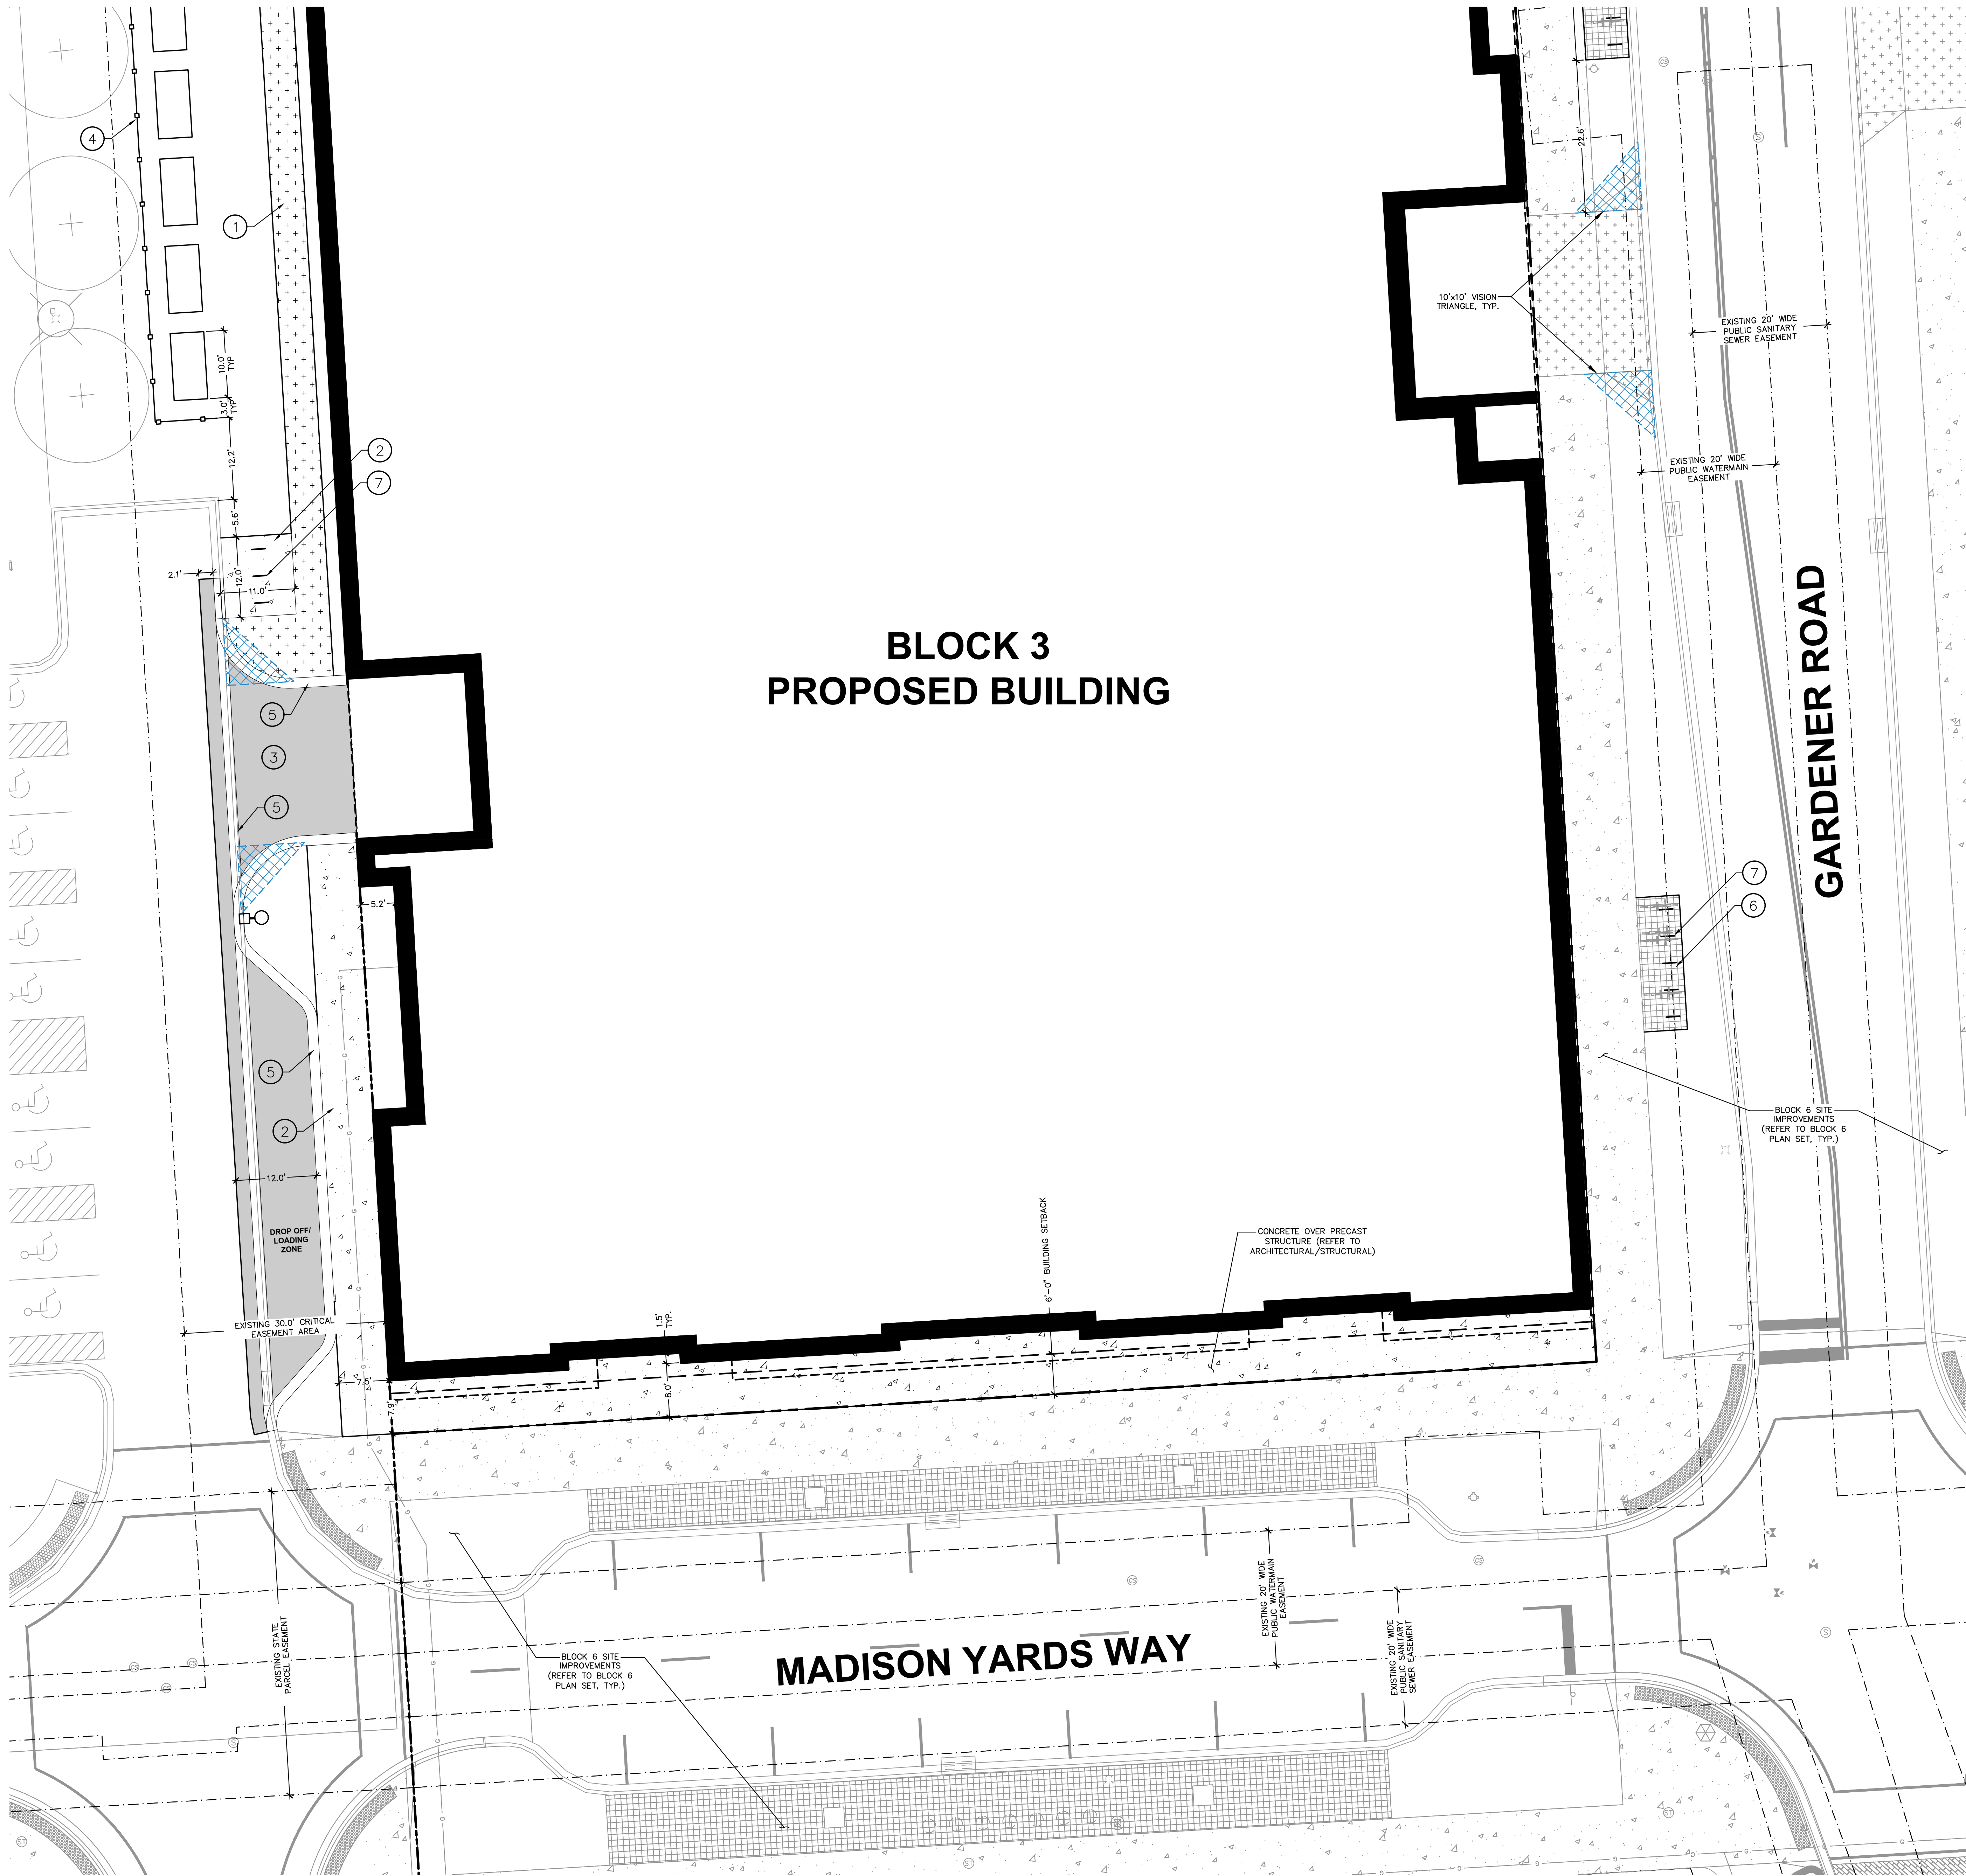 4
1
22.6'
10'x10' VISION
TRIANGLE, TYP.
EXISTING 20' WIDE
PUBLIC SANITARY
SEWER EASEMENT
10.0'
TYP
3.0'
TYP
12.2'
2
7
EXISTING 20' WIDE
PUBLIC WATERMAIN
EASEMENT
5.6'
2.1'
12.0'
11.0'
BLOCK 3
PROPOSED BUILDING
GARDENER ROAD
5
3
5
5.2'
7
6
5
2
BLOCK 6 SITE
IMPROVEMENTS
(REFER TO BLOCK 6
PLAN SET, TYP.)
12.0'
DROP OFF/
LOADING
ZONE
6'-0" BUILDING SETBACK
CONCRETE OVER PRECAST
STRUCTURE (REFER TO
ARCHITECTURAL/STRUCTURAL)
EXISTING 30.0' CRITICAL
EASEMENT AREA
1.5'
TYP.
7.5'
8.0'
7.9'
EXISTING STATE
PARCEL EASEMENT
EXISTING 20' WIDE
PUBLIC WATERMAIN
EASEMENT
EXISTING 20' WIDE
PUBLIC SANITARY
SEWER EASEMENT
BLOCK 6 SITE
IMPROVEMENTS
(REFER TO BLOCK 6
PLAN SET, TYP.)
MADISON YARDS WAY